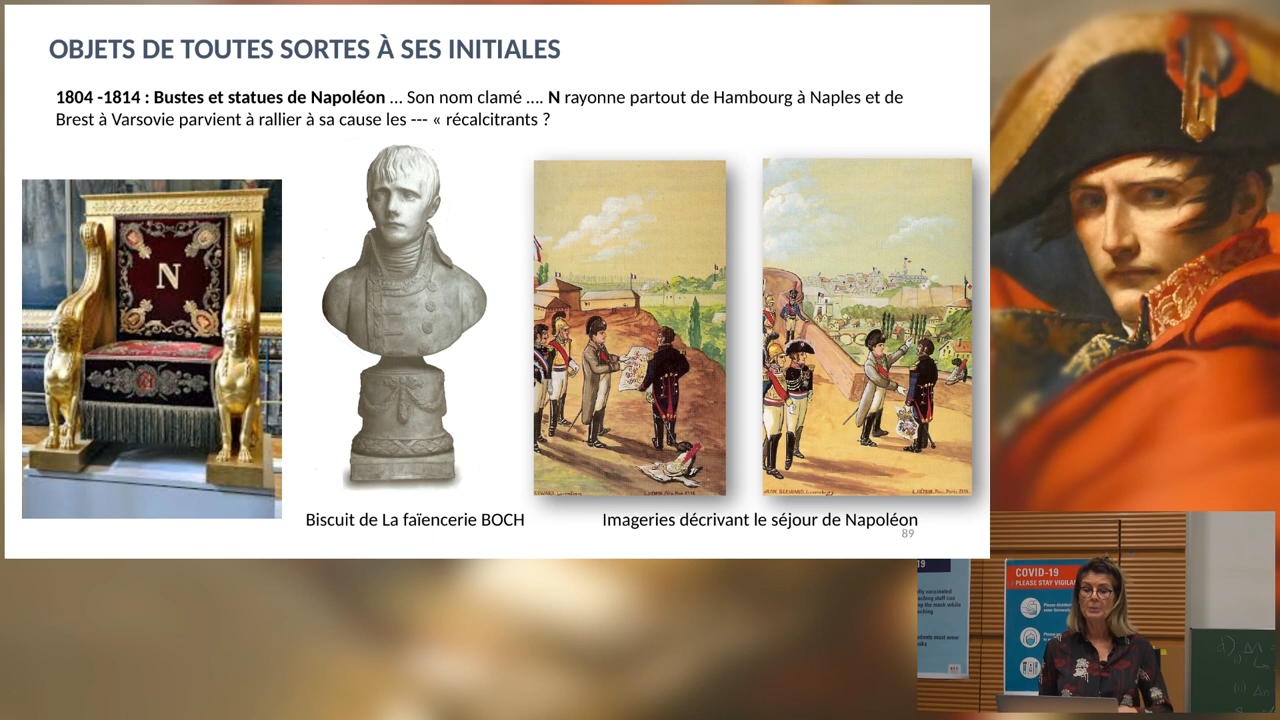 OBJETS DE TOUTES SORTES À SES INITIALES
1804 -1814 : Bustes et statues de Napoléon ... Son nom clamé .... N rayonne partout de Hambourg à Naples et de
Brest à Varsovie parvient à rallier à sa cause les --- « récalcitrants ?
N
Biscuit de La faïencerie BOCH
Imageries décrivant le séjour de Napoléon
89
19
COVID-19
PLEASE STAY VIGILA